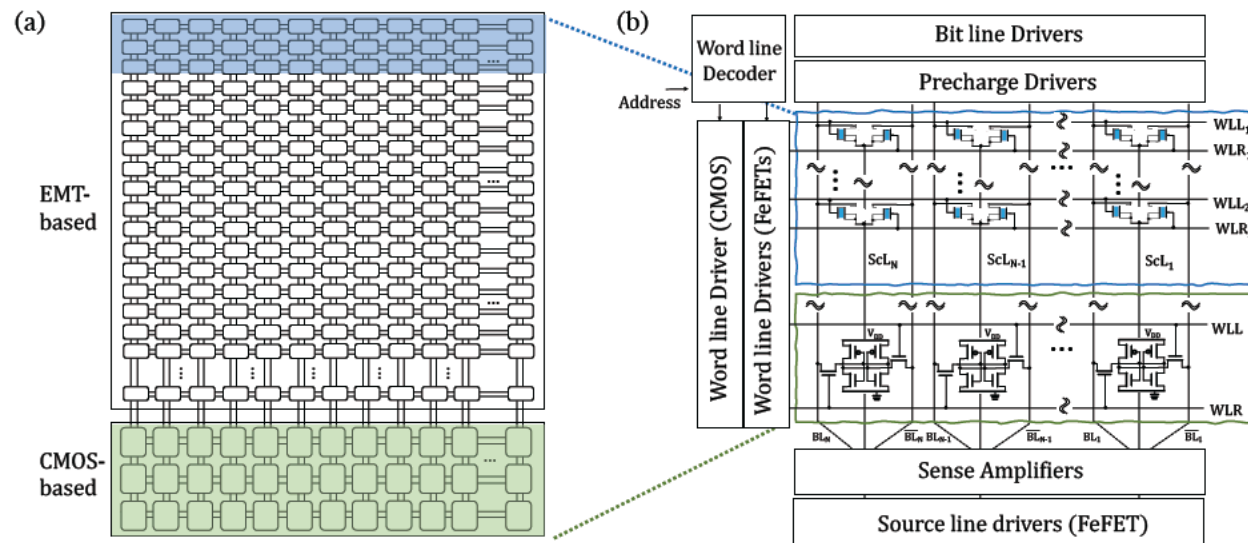 (a)
EMT-
based
CMOS-
based
...
...
...
...
...
(b)
Word line
Decoder
Address
Bit line Drivers
Precharge Drivers
Word line Driver (CMOS)
Word line Drivers (FeFETs)
WLL1
WLR
WLL2
WLR
ScLN
ScLN-1
ScL1
WLL
VDD
VDD
VDD
WLR
BLN
BLN
BLN-1
BLN-1
BL1
BL1
Sense Amplifiers
Source line drivers (FeFET)